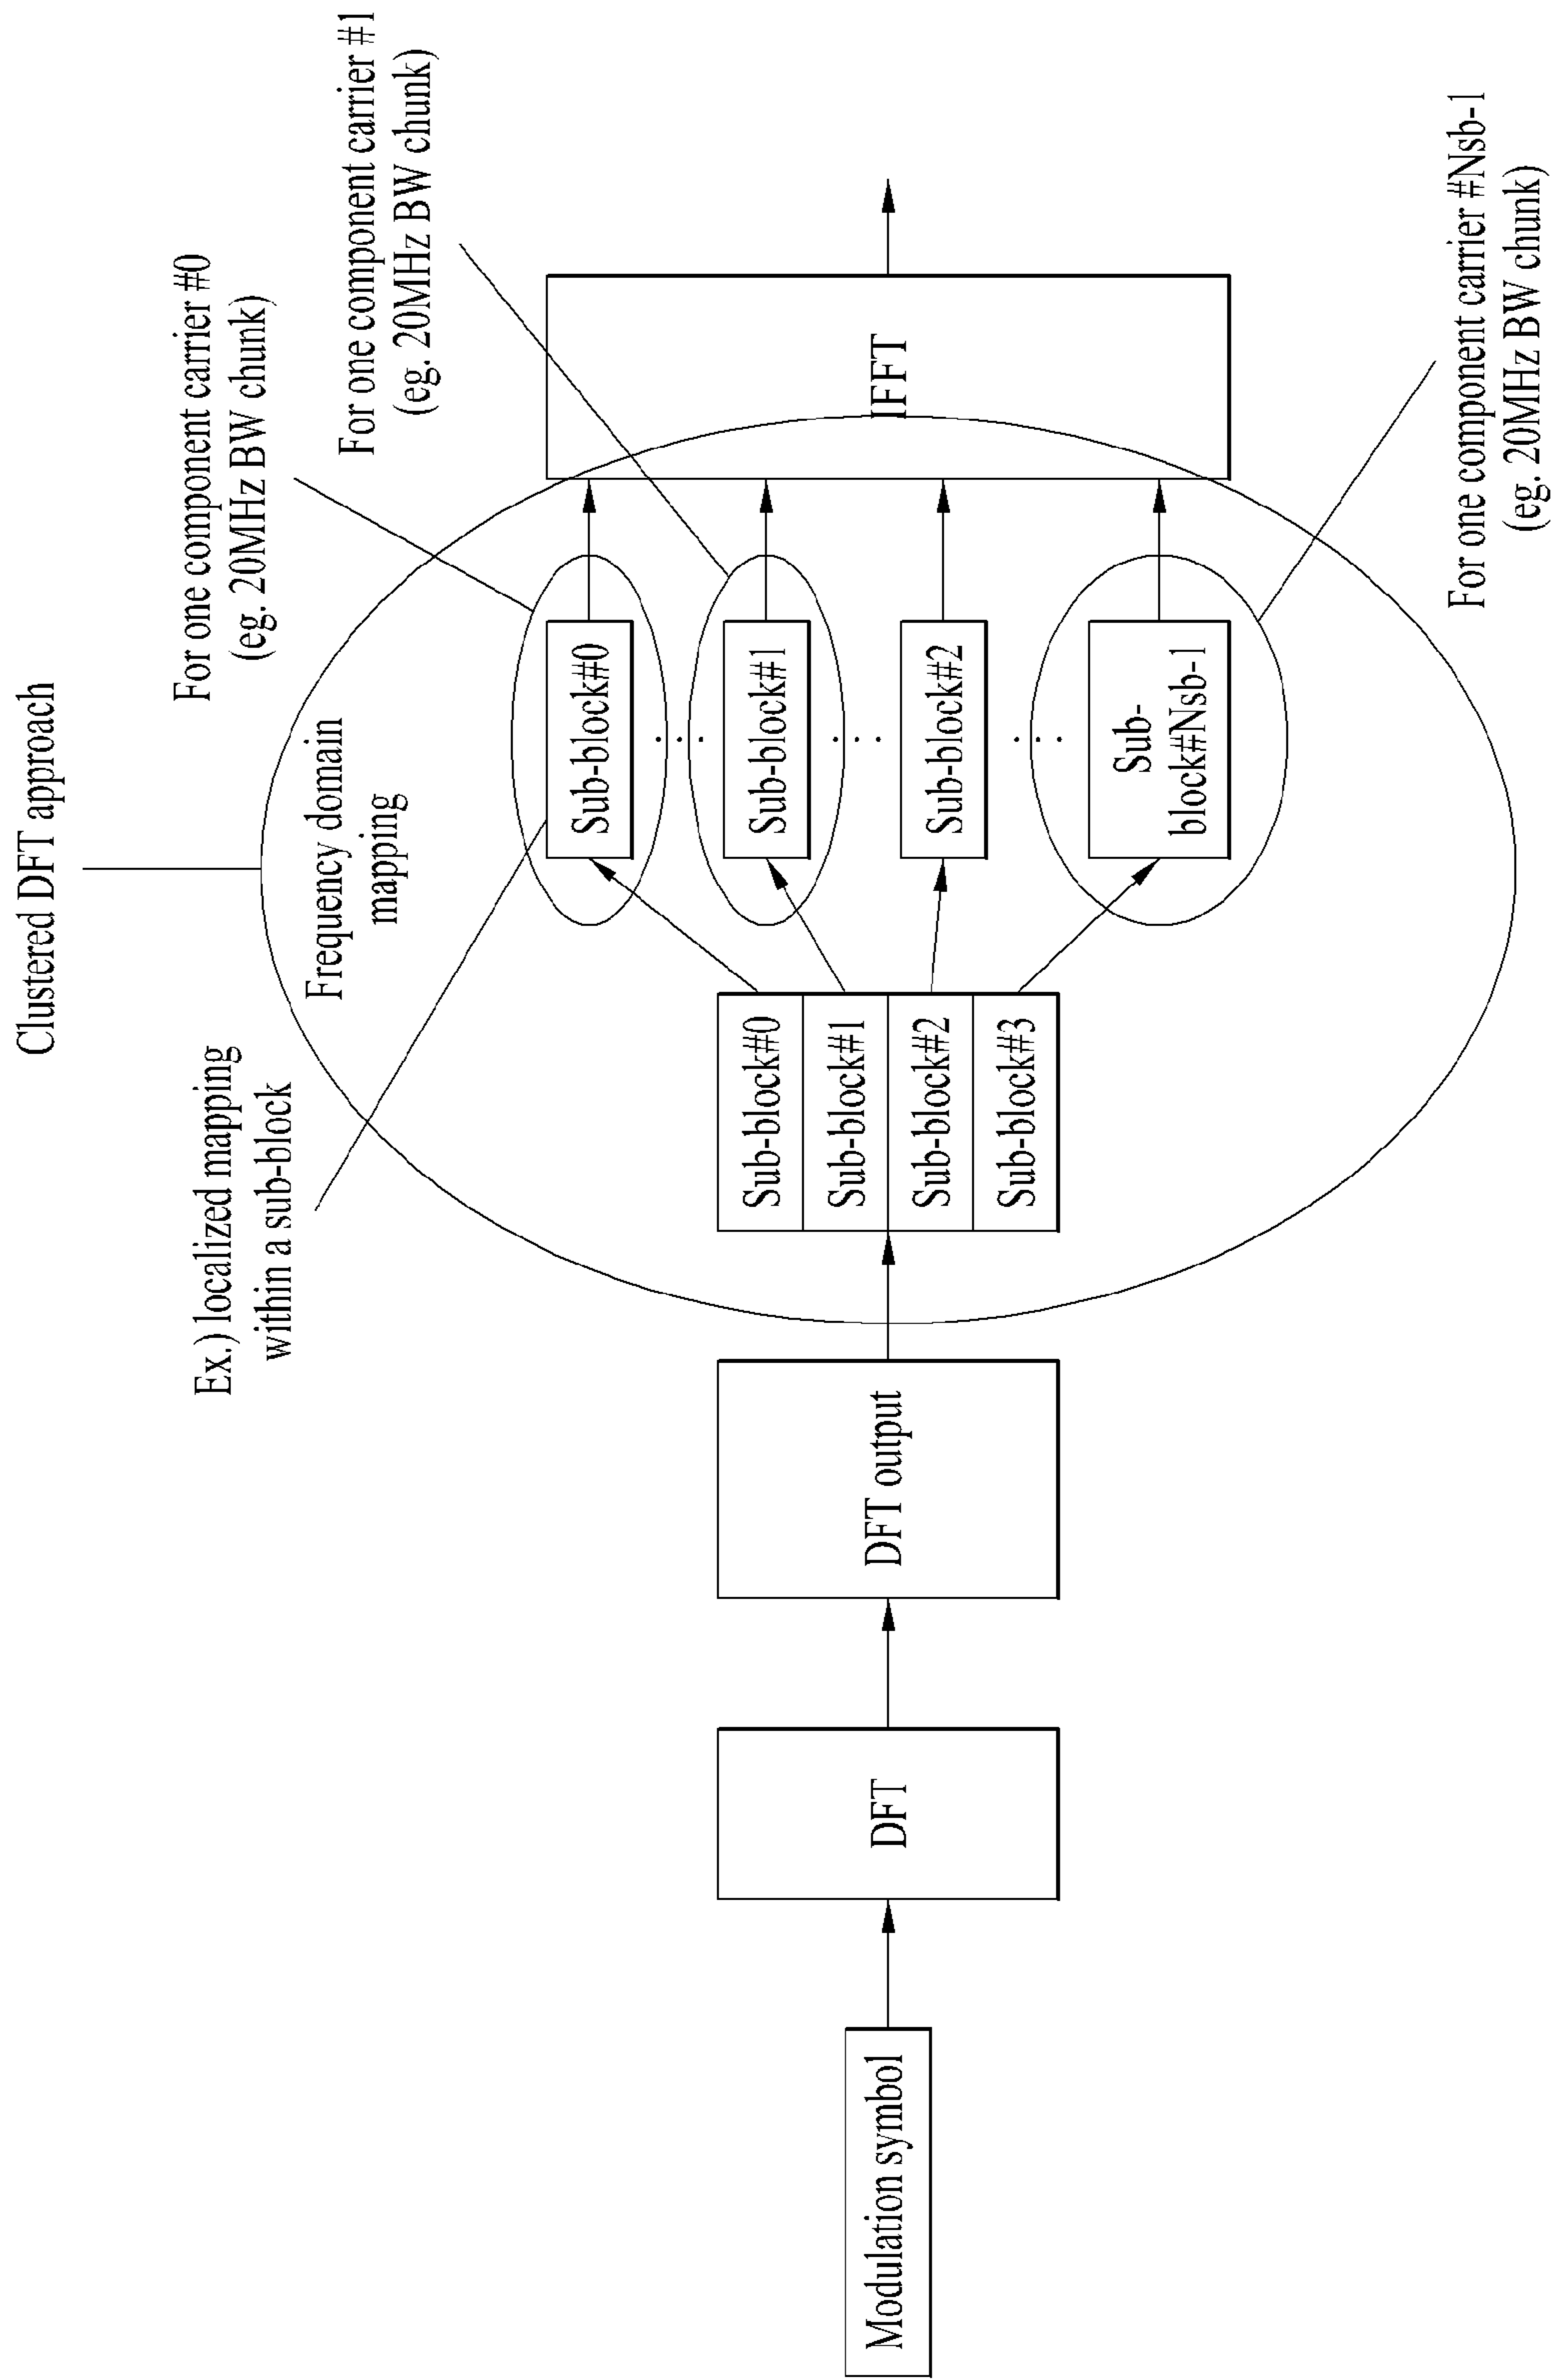 Clustered DFT approach
For one component carrier #0
(eg. 20MHz BW chunk)
For one component carrier #1
(eg. 20MHz BW chunk)
Ex.) localized mapping
within a sub-block
Frequency domain
mapping
Modulation symbol
DFT
DFT output
Sub-block#0
Sub-block#1
Sub-block#2
Sub-block#3
Sub-block#0
Sub-block#1
Sub-block#2
Sub-
block#Nsb-1
IFFT
For one component carrier #Nsb-1
(eg. 20MHz BW chunk)